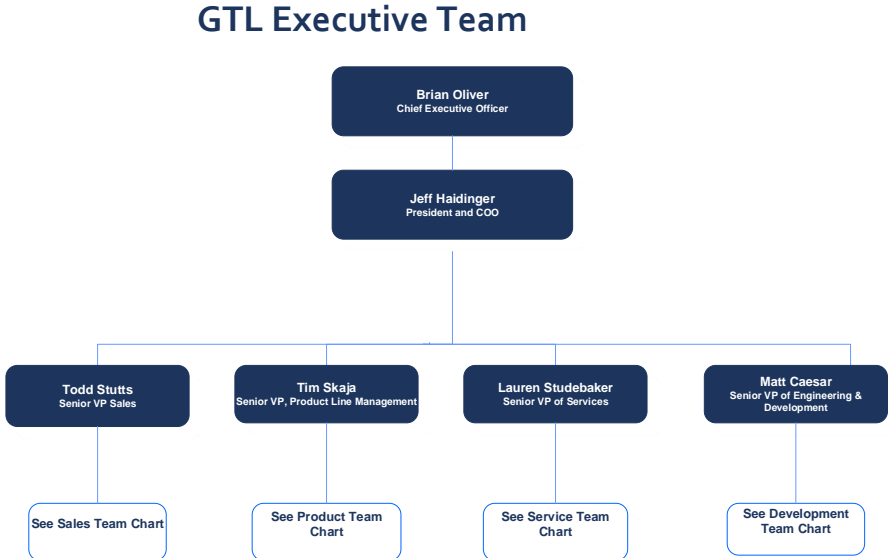 GTL Executive Team
Brian Oliver
Chief Executive Officer
Jeff Haidinger
President and COO
Todd Stutts
Senior VP Sales
Tim Skaja
Senior VP, Product Line Management
Lauren Studebaker
Senior VP of Services
Matt Caesar
Senior VP of Engineering &
Development
See Sales Team Chart
See Product Team
Chart
See Service Team
Chart
See Development
Team Chart